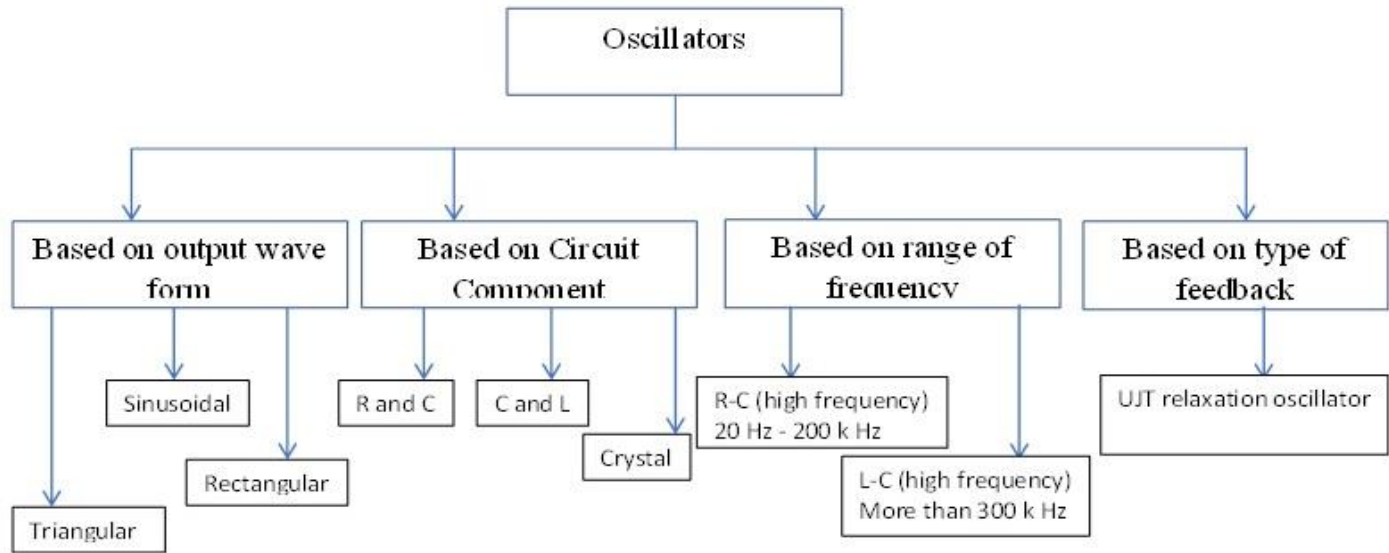 Oscillators
Based on output wave
form
Based on Circuit
Component
Based on range of
frequency
Based on type of
feedback
Sinusoidal
R and C
C and L
R-C (high frequency)
20 Hz - 200 k Hz
UJT relaxation oscillator
Rectangular
Crystal
L-C (high frequency)
More than 300 k Hz
Triangular